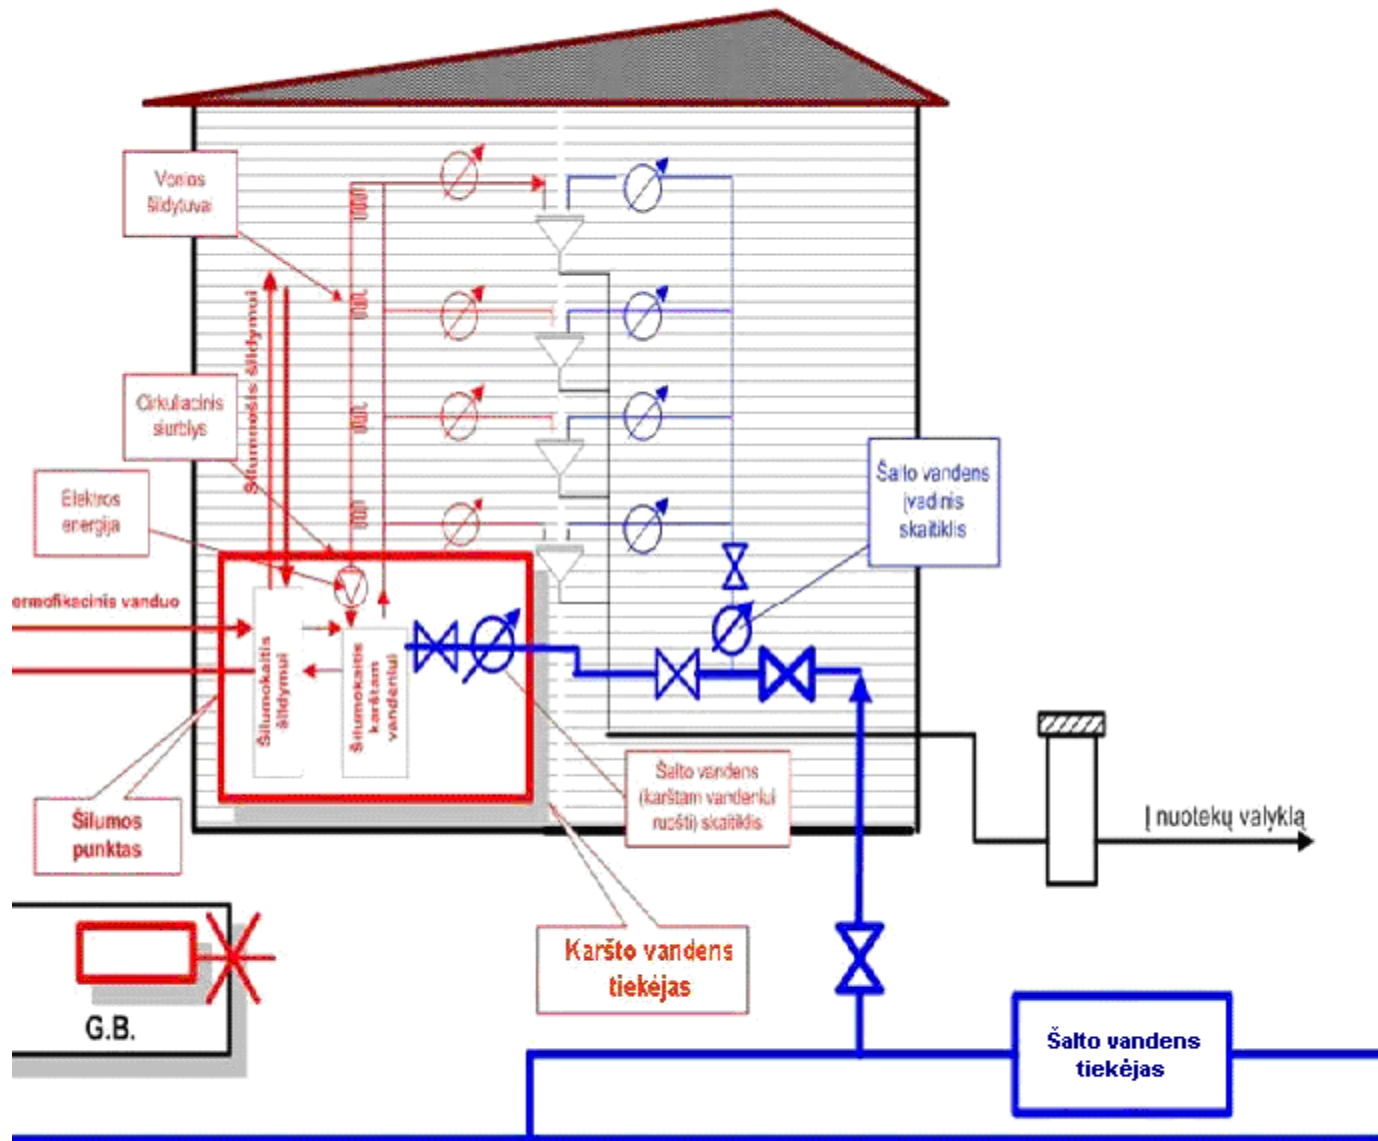 Vonios
šildytuvai
Šilumnešis šildymui
Cirkuliacinis
siurblys
Elektros
energija
Šalto vandens
įvadinis
skaitiklis
ermofikacinis vanduo
Šilumokaitis
šildymui
Šilumokaitis
karštam
vandeniui
Šilumos
punktas
Šalto vandens
(karštam vandeniui
ruošti) skaitiklis
Į nuotekų valyklą
Karšto vandens
tiekėjas
G.B.
Šalto vandens
tiekėjas